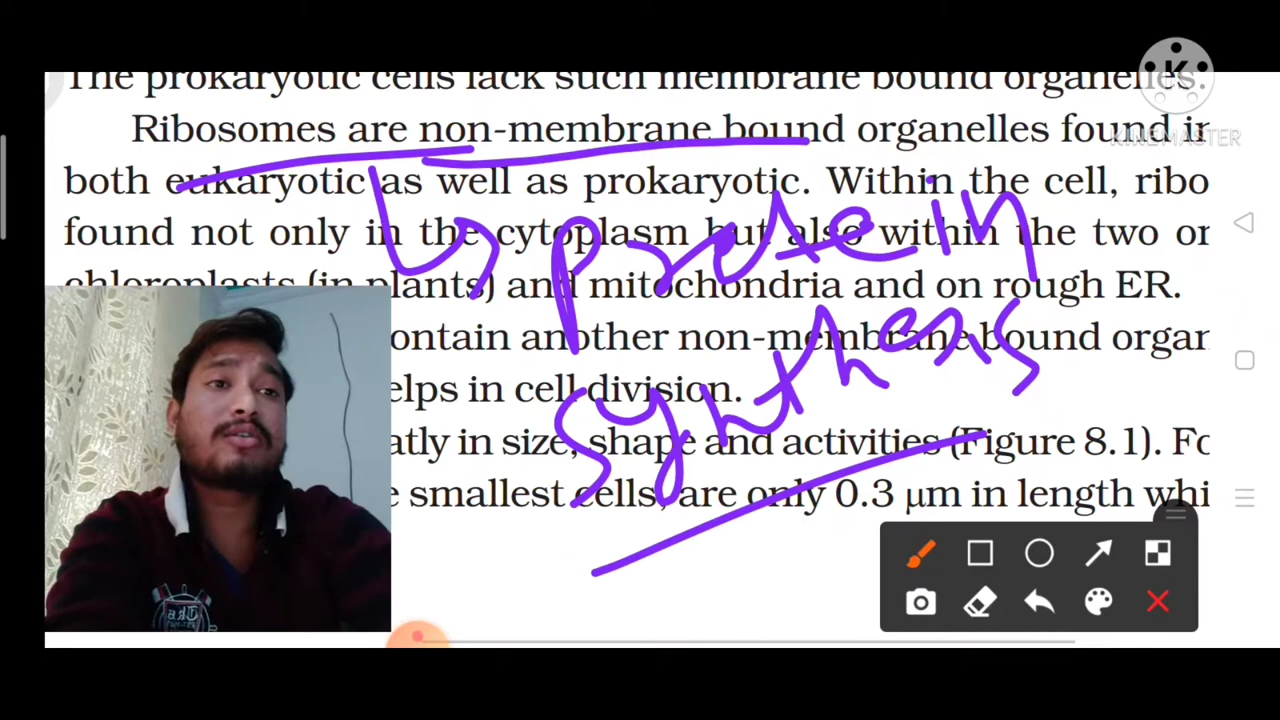 The prokaryotic cells lack such membrane bound organelles.
Ribosomes are non-membrane bound organelles found in
both eukaryotic as well as prokaryotic. Within the cell, ribo
found not only in the cytoplasm but also within the two or
chloroplasts (in plants) and mitochondria and on rough ER.
ontain another non-membrane bound organ
elps in cell division.
atly in size, shape and activities (Figure 8.1). Fo
smallest cells, are only 0.3 µm in length whi
↳ protein
synthesis
K
KINEMASTER